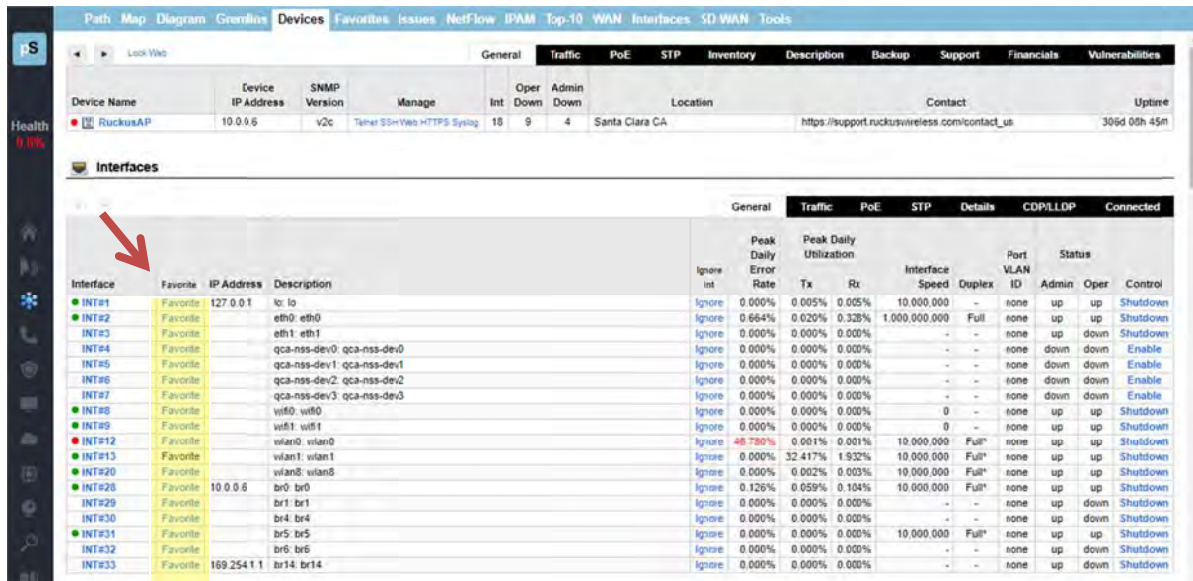 Path Map Diagram Gremlins Devices Favorites Issues NetFlow IPAM Top-10 WAN Interfaces SD-WAN Tools
pS
Lock Web General Traffic PoE STP Inventory Description Backup Support Financials Vulnerabilities
Device Name Device IP Address SNMP Version Manage Int Oper Down Admin Down Location Contact Uptime
RuckusAP v2c Telnet SSH Web HTTPS Syslog 18 9 4 Santa Clara CA https://support.ruckuswireless.com/contact_us 306d 08h 45m
Health
Interfaces
General Traffic PoE STP Details CDP/LLDP Connected
Interface Favorite IP Address Description Ignore Int Peak Daily Error Rate Peak Daily Utilization Tx Rx Interface Speed Duplex Port VLAN ID Status Admin Oper Control
INT#1 Favorite 127.0.0.1 lo: lo Ignore 0.000% 0.005% 0.005% 10,000,000 - none up up Shutdown
INT#2 Favorite eth0: eth0 Ignore 0.664% 0.020% 0.328% 1,000,000,000 Full none up up Shutdown
INT#3 Favorite eth1: eth1 Ignore 0.000% 0.000% 0.000% - - none up down Shutdown
INT#4 Favorite qca-nss-dev0: qca-nss-dev0 Ignore 0.000% 0.000% 0.000% - - none down down Enable
INT#5 Favorite qca-nss-dev1: qca-nss-dev1 Ignore 0.000% 0.000% 0.000% - - none down down Enable
INT#6 Favorite qca-nss-dev2: qca-nss-dev2 Ignore 0.000% 0.000% 0.000% - - none down down Enable
INT#7 Favorite qca-nss-dev3: qca-nss-dev3 Ignore 0.000% 0.000% 0.000% - - none down down Enable
INT#8 Favorite wifi0: wifi0 Ignore 0.000% 0.000% 0.000% 0 - none up up Shutdown
INT#9 Favorite wifi1: wifi1 Ignore 0.000% 0.000% 0.000% 0 - none up up Shutdown
INT#12 Favorite wlan0: wlan0 Ignore 46.780% 0.001% 0.001% 10,000,000 Full* none up up Shutdown
INT#13 Favorite wlan1: wlan1 Ignore 0.000% 32.417% 1.932% 10,000,000 Full* none up up Shutdown
INT#20 Favorite wlan8: wlan8 Ignore 0.000% 0.002% 0.003% 10,000,000 Full* none up up Shutdown
INT#28 Favorite 10.0.0.6 br0: br0 Ignore 0.126% 0.059% 0.104% 10,000,000 Full* none up up Shutdown
INT#29 Favorite br1: br1 Ignore 0.000% 0.000% 0.000% - - none up down Shutdown
INT#30 Favorite br4: br4 Ignore 0.000% 0.000% 0.000% - - none up down Shutdown
INT#31 Favorite br5: br5 Ignore 0.000% 0.000% 0.000% 10,000,000 Full* none up up Shutdown
INT#32 Favorite br6: br6 Ignore 0.000% 0.000% 0.000% - - none up down Shutdown
INT#33 Favorite 169.254.1.1 br14: br14 Ignore 0.000% 0.000% 0.000% - - none up down Shutdown